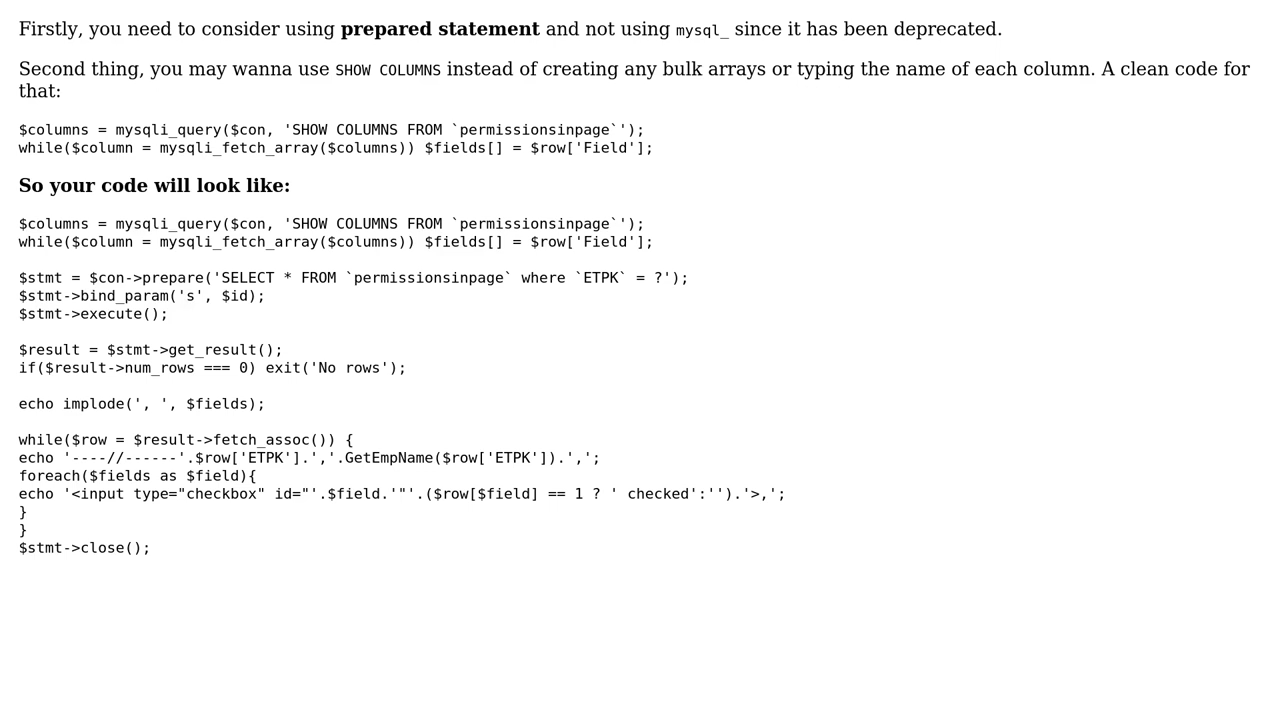 Firstly, you need to consider using prepared statement and not using mysql_ since it has been deprecated.
Second thing, you may wanna use SHOW COLUMNS instead of creating any bulk arrays or typing the name of each column. A clean code for
that:
$columns = mysqli_query($con, 'SHOW COLUMNS FROM `permissionsinpage`');
while($column = mysqli_fetch_array($columns)) $fields[] = $row['Field'];
So your code will look like:
$columns = mysqli_query($con, 'SHOW COLUMNS FROM `permissionsinpage`');
while($column = mysqli_fetch_array($columns)) $fields[] = $row['Field'];
$stmt = $con->prepare('SELECT * FROM `permissionsinpage` where `ETPK` = ?');
$stmt->bind_param('s', $id);
$stmt->execute();
$result = $stmt->get_result();
if($result->num_rows === 0) exit('No rows');
echo implode(', ', $fields);
while($row = $result->fetch_assoc()) {
echo '----//------'.$row['ETPK'].','.GetEmpName($row['ETPK']).',';
foreach($fields as $field){
echo '<input type="checkbox" id="'.$field.'"'.($row[$field] == 1 ? ' checked':'').'>,';
}
}
$stmt->close();